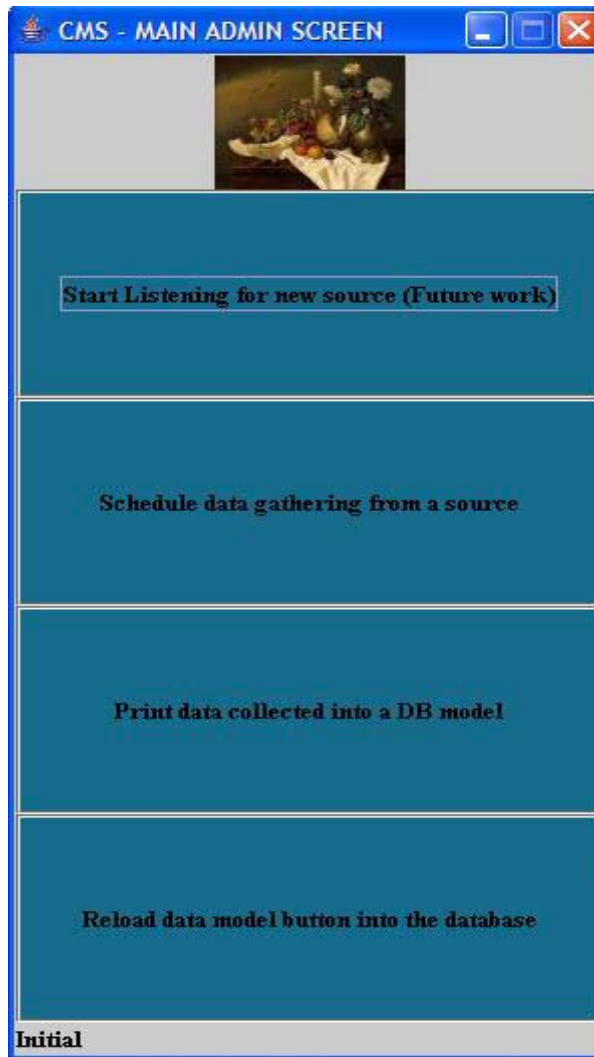 CMS - MAIN ADMIN SCREEN
Start Listening for new source (Future work)
Schedule data gathering from a source
Print data collected into a DB model
Reload data model button into the database
Initial